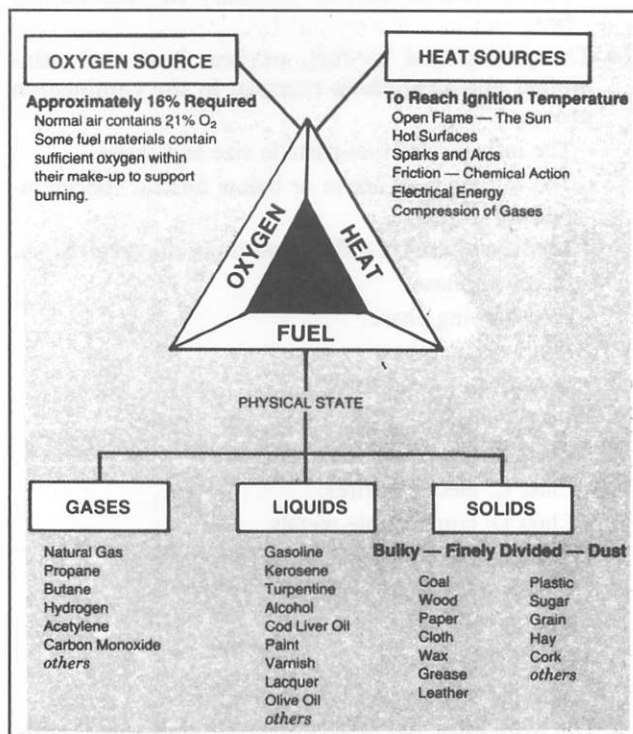 OXYGEN SOURCE
Approximately 16% Required
Normal air contains 21% O₂
Some fuel materials contain
sufficient oxygen within
their make-up to support
burning.
HEAT SOURCES
To Reach Ignition Temperature
Open Flame — The Sun
Hot Surfaces
Sparks and Arcs
Friction — Chemical Action
Electrical Energy
Compression of Gases
OXYGEN
HEAT
FUEL
PHYSICAL STATE
GASES
Natural Gas
Propane
Butane
Hydrogen
Acetylene
Carbon Monoxide
others
LIQUIDS
Gasoline
Kerosene
Turpentine
Alcohol
Cod Liver Oil
Paint
Varnish
Lacquer
Olive Oil
others
SOLIDS
Bulky — Finely Divided — Dust
Coal
Wood
Paper
Cloth
Wax
Grease
Leather
Plastic
Sugar
Grain
Hay
Cork
others